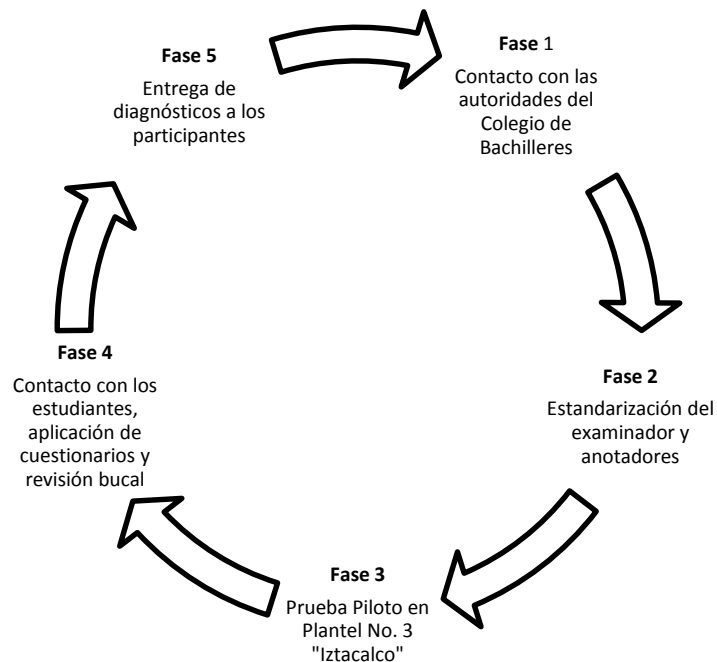 Fase 1
Contacto con las
autoridades del
Colegio de
Bachilleres
Fase 2
Estandarización del
examinador y
anotadores
Fase 3
Prueba Piloto en
Plantel No. 3
"Iztacalco"
Fase 4
Contacto con los
estudiantes,
aplicación de
cuestionarios y
revisión bucal
Fase 5
Entrega de
diagnósticos a los
participantes